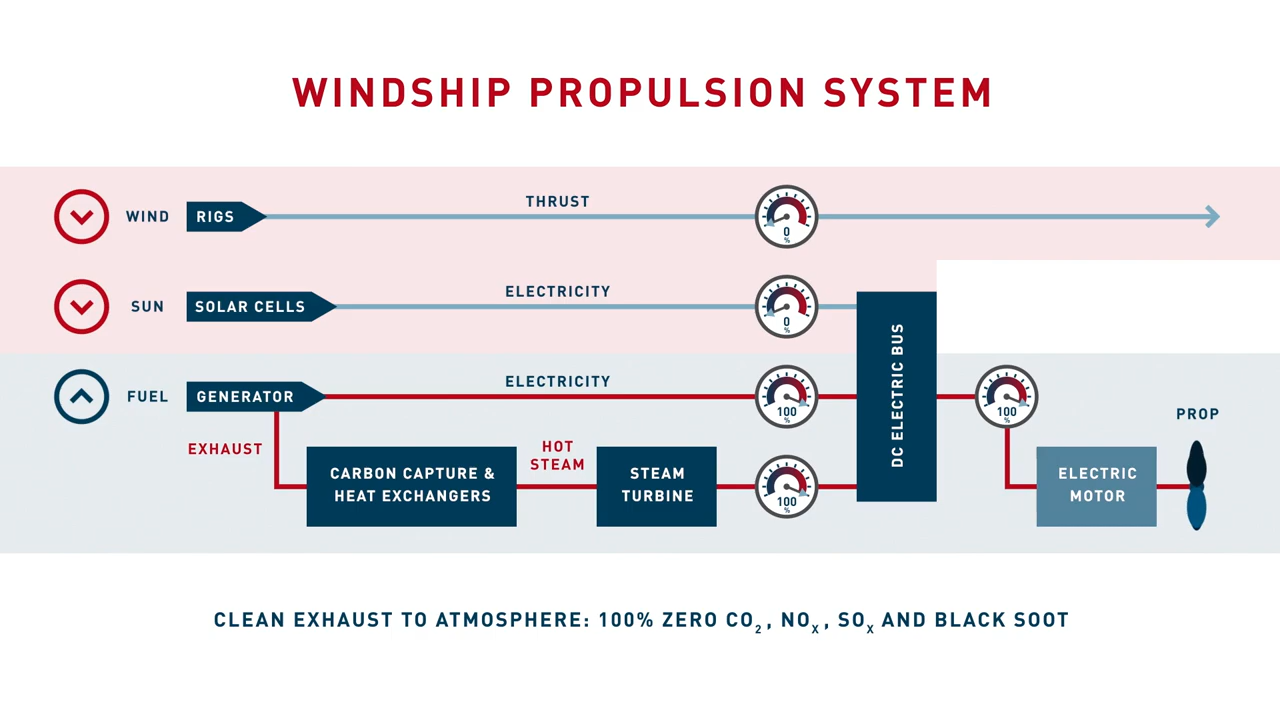 WINDSHIP PROPULSION SYSTEM
THRUST
WIND
RIGS
0
%
ELECTRICITY
SUN
SOLAR CELLS
0
%
DC ELECTRIC BUS
ELECTRICITY
FUEL
GENERATOR
100
%
100
%
PROP
EXHAUST
HOT
STEAM
CARBON CAPTURE &
HEAT EXCHANGERS
STEAM
TURBINE
100
%
ELECTRIC
MOTOR
CLEAN EXHAUST TO ATMOSPHERE: 100% ZERO CO₂, NOₓ, SOₓ AND BLACK SOOT